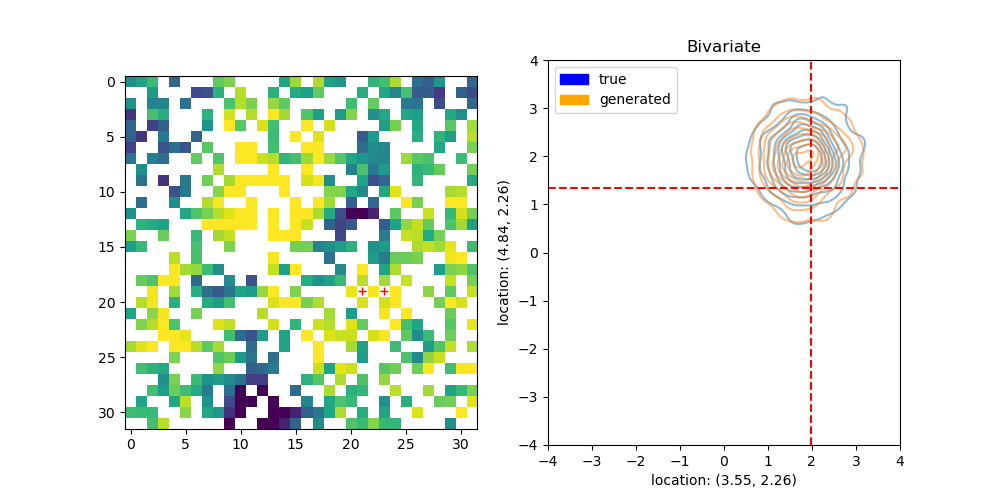 0
5
10
15
20
25
30
0 5 10 15 20 25 30
Bivariate
true
generated
4
3
2
1
0
−1
−2
−3
−4
−4 −3 −2 −1 0 1 2 3 4
location: (4.84, 2.26)
location: (3.55, 2.26)